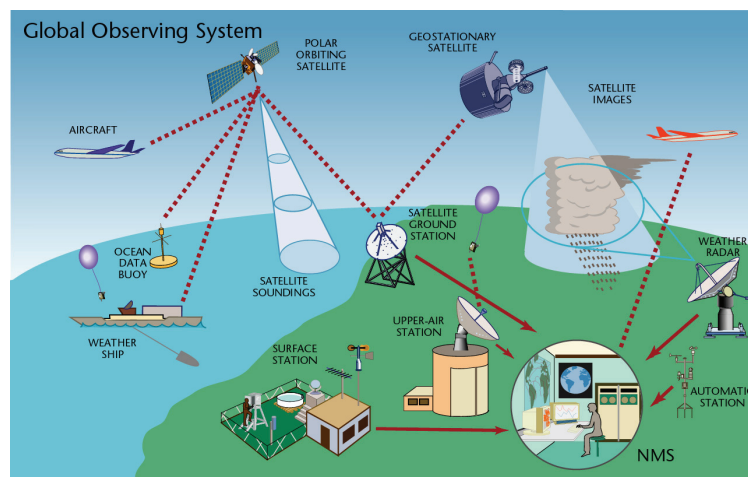 Global Observing System
POLAR
ORBITING
SATELLITE
GEOSTATIONARY
SATELLITE
SATELLITE
IMAGES
AIRCRAFT
OCEAN
DATA
BUOY
SATELLITE
SOUNDINGS
SATELLITE
GROUND
STATION
WEATHER
RADAR
WEATHER
SHIP
UPPER-AIR
STATION
SURFACE
STATION
AUTOMATIC
STATION
NMS